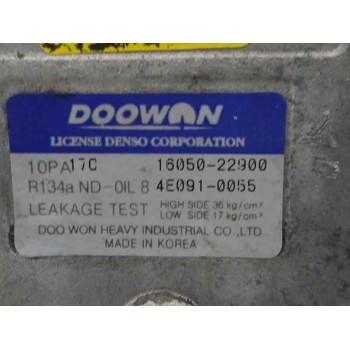 DOOWON
LICENSE DENSO CORPORATION
10PA17C 16050-22900
R134a ND-OIL 8 4E091-0055
LEAKAGE TEST HIGH SIDE 36 kg/cm²
LOW SIDE 17 kg/cm²
DOO WON HEAVY INDUSTRIAL CO.,LTD.
MADE IN KOREA